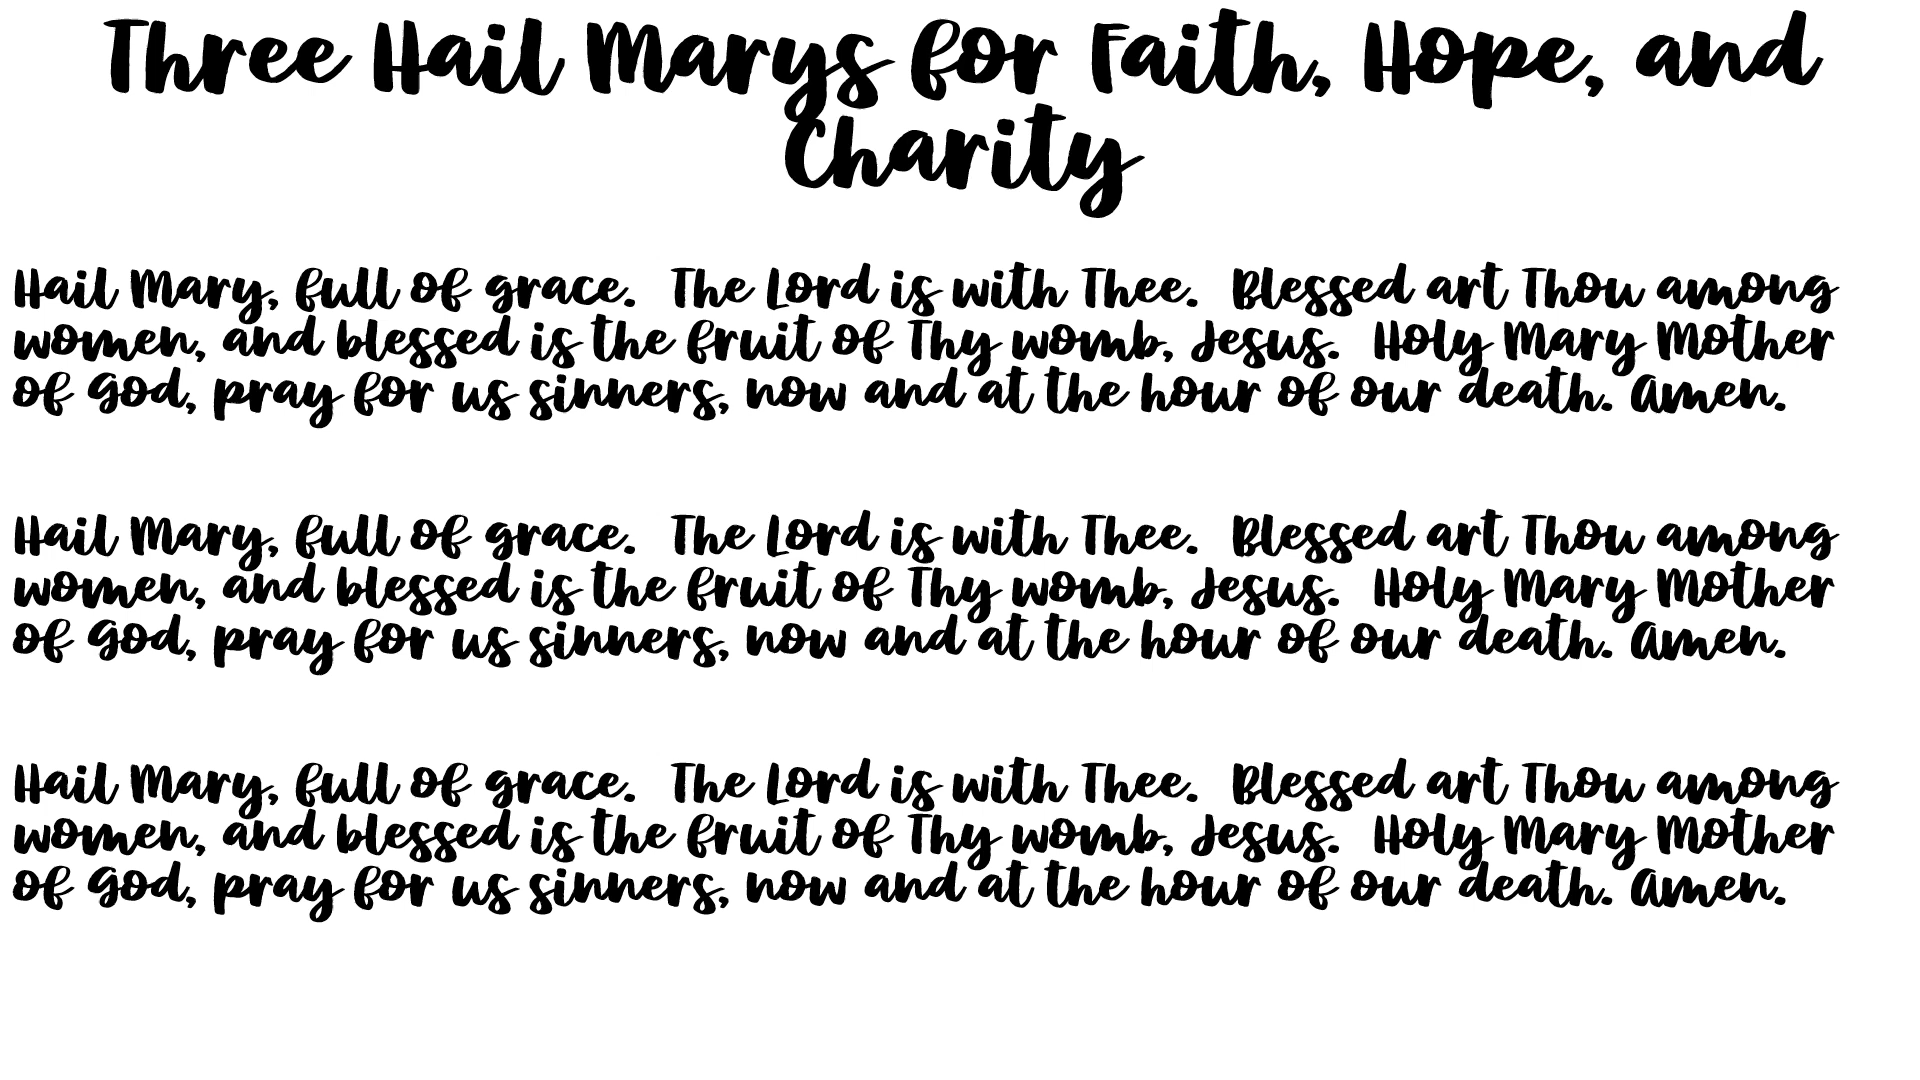 Three Hail Marys for Faith, Hope, and
Charity
Hail Mary, full of grace.  The Lord is with Thee.  Blessed art Thou among
women, and blessed is the fruit of Thy womb, Jesus.  Holy Mary Mother
of God, pray for us sinners, now and at the hour of our death. Amen.
Hail Mary, full of grace.  The Lord is with Thee.  Blessed art Thou among
women, and blessed is the fruit of Thy womb, Jesus.  Holy Mary Mother
of God, pray for us sinners, now and at the hour of our death. Amen.
Hail Mary, full of grace.  The Lord is with Thee.  Blessed art Thou among
women, and blessed is the fruit of Thy womb, Jesus.  Holy Mary Mother
of God, pray for us sinners, now and at the hour of our death. Amen.